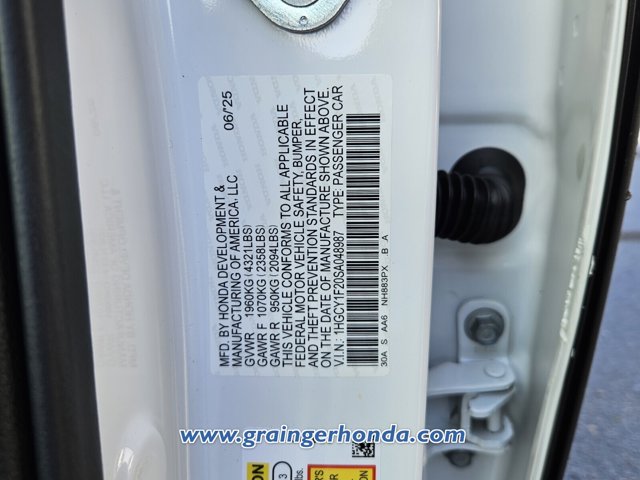 MFD. BY HONDA DEVELOPMENT & 06/'25
MANUFACTURING OF AMERICA, LLC
GVWR 1960KG (4321LBS)
GAWR F 1070KG (2358LBS)
GAWR R 950KG (2094LBS)
THIS VEHICLE CONFORMS TO ALL APPLICABLE
FEDERAL MOTOR VEHICLE SAFETY, BUMPER,
AND THEFT PREVENTION STANDARDS IN EFFECT
ON THE DATE OF MANUFACTURE SHOWN ABOVE.
V.I.N.: 1HGCY1F20SA048987 TYPE: PASSENGER CAR
30A S AA6 NH883PX B A
www.graingerhonda.com